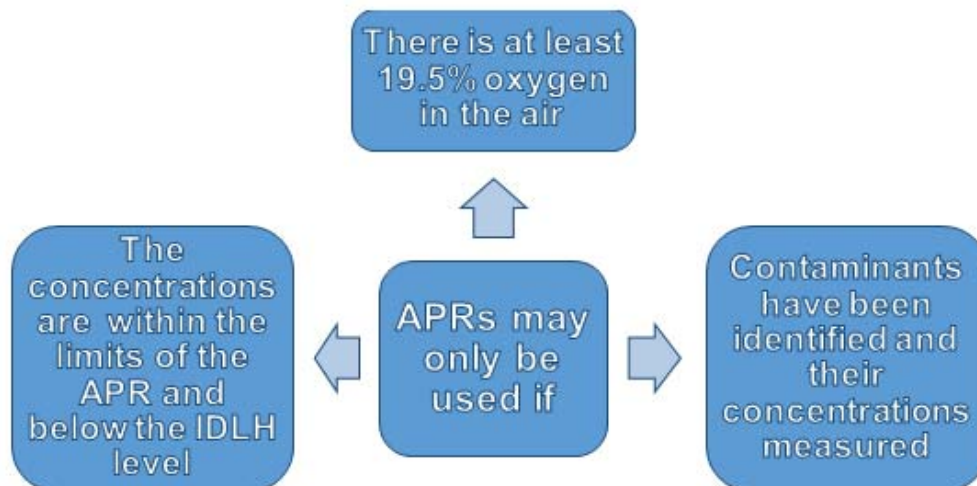 There is at least
19.5% oxygen
in the air
The
concentrations
are within the
limits of the
APR and
below the IDLH
level
APRs may
only be
used if
Contaminants
have been
identified and
their
concentrations
measured